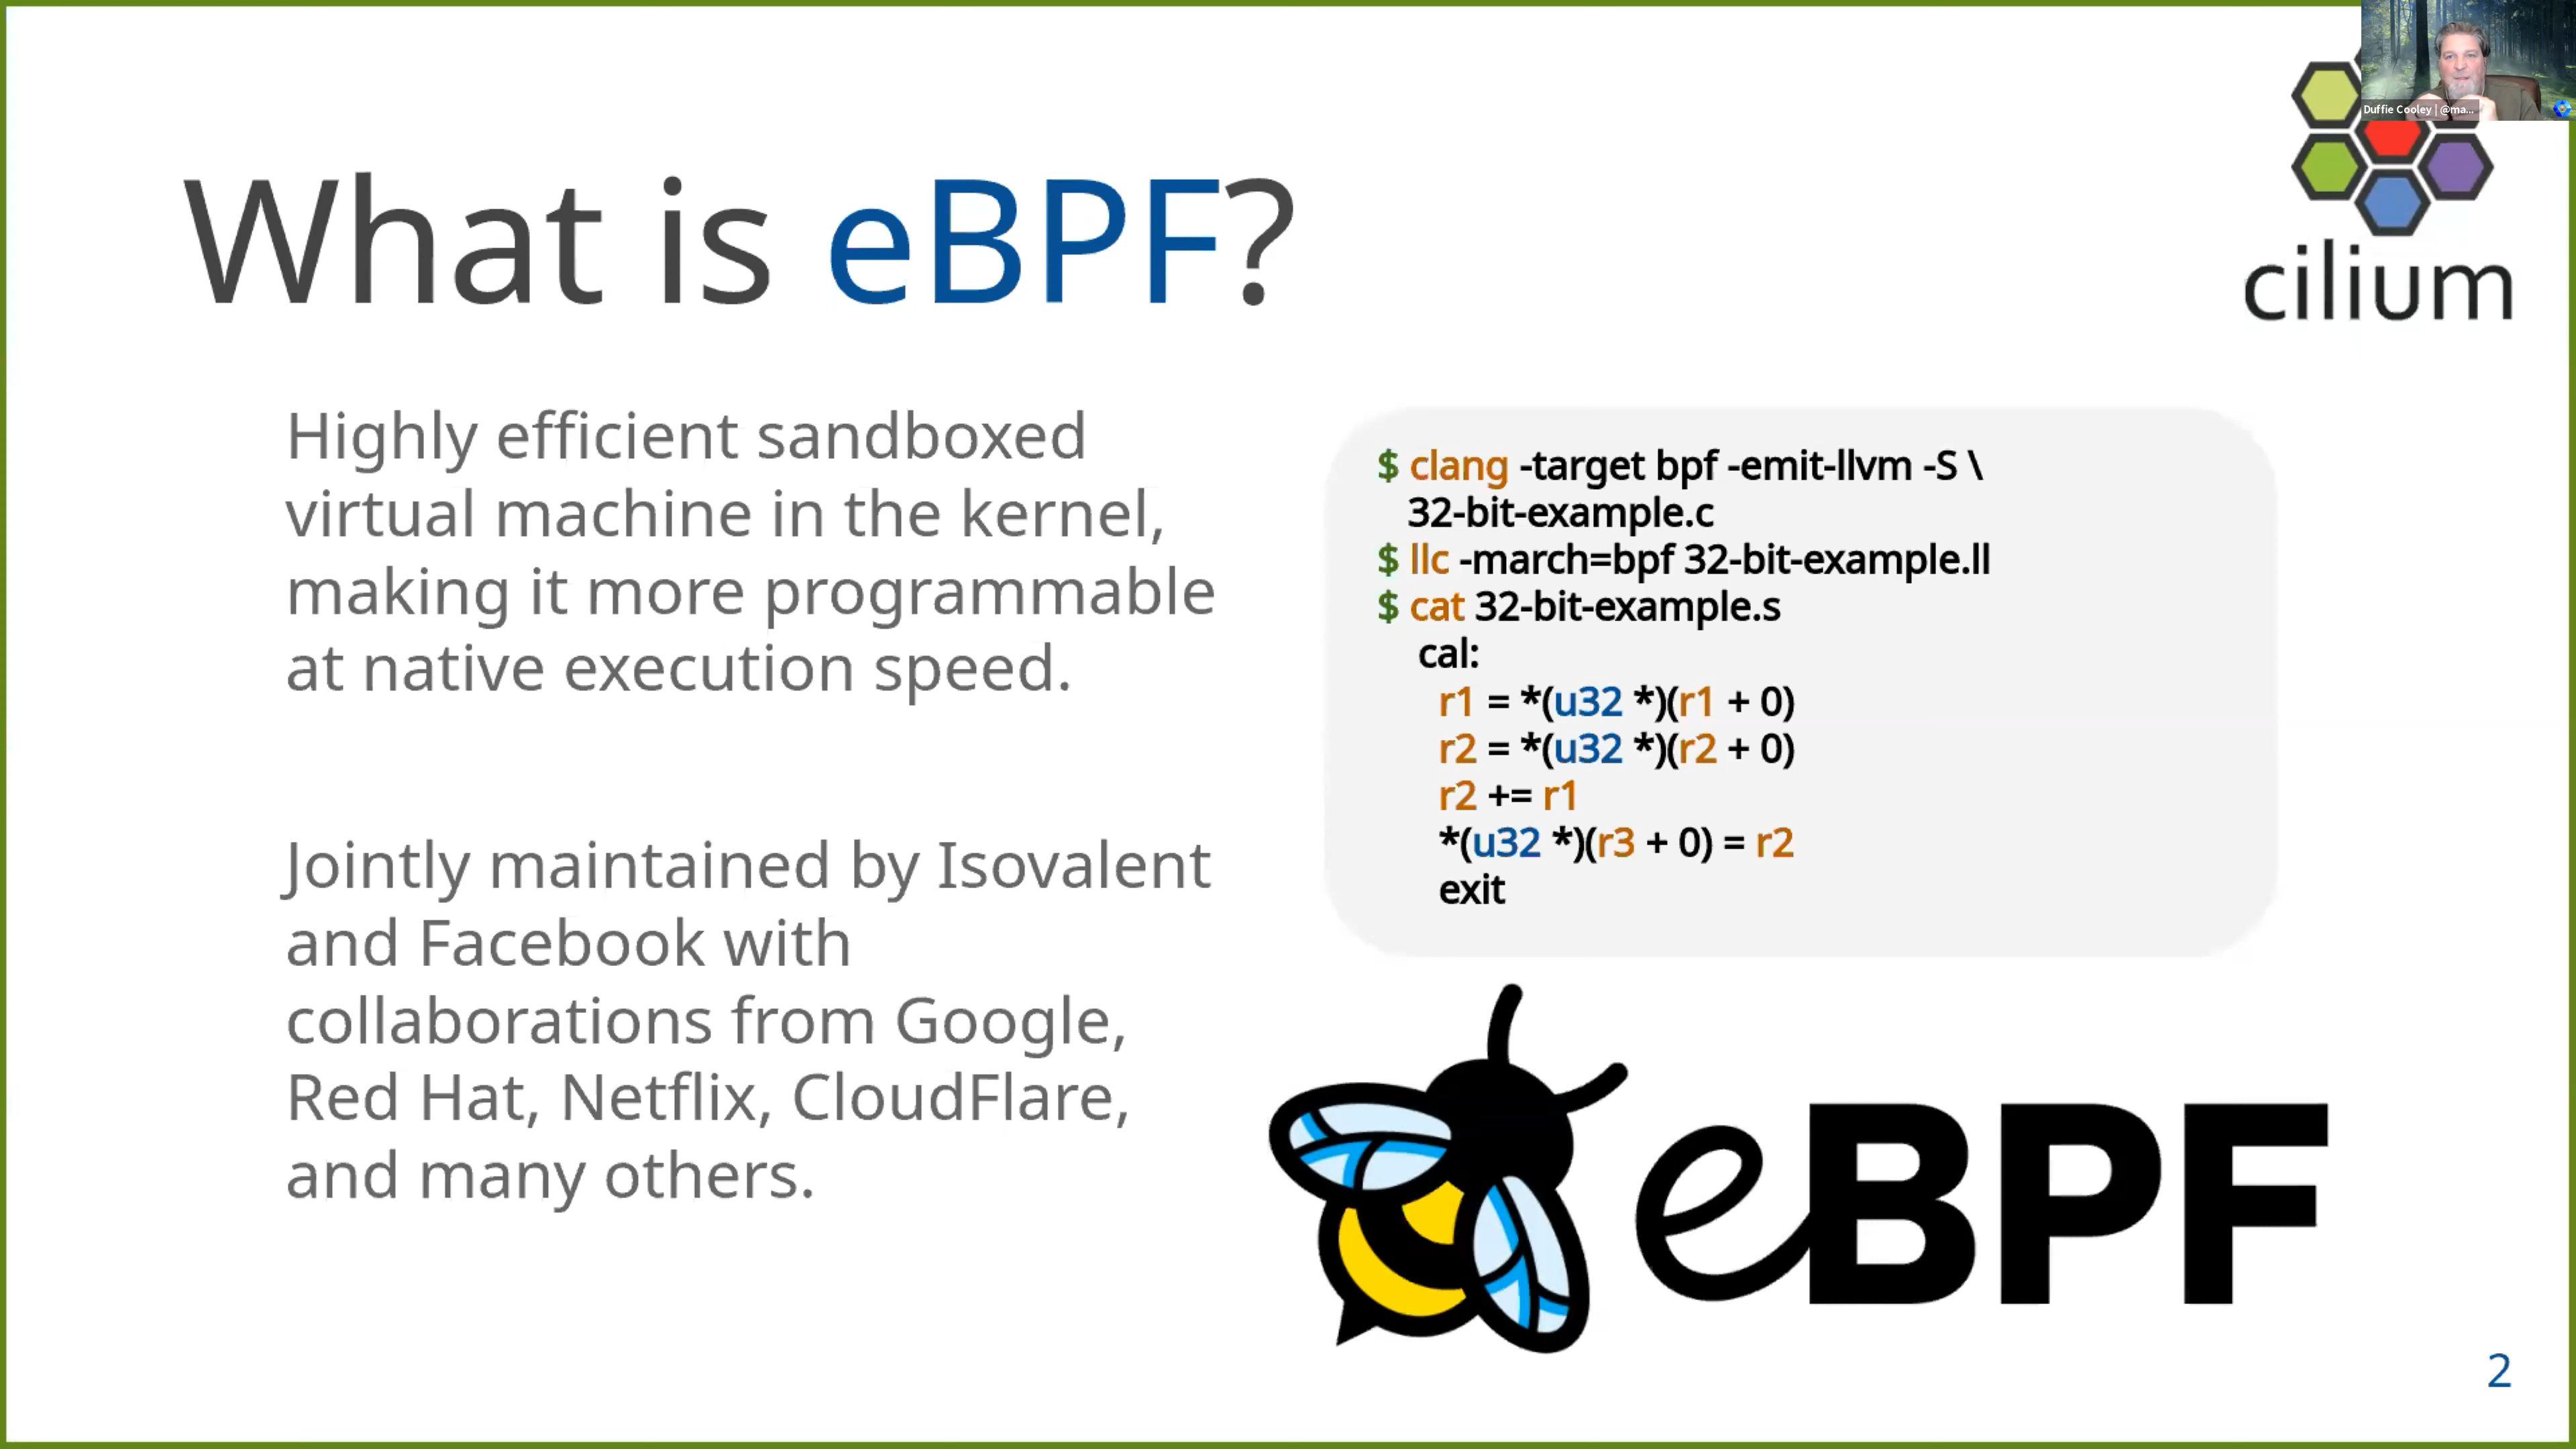 Duffie Cooley | @ma...
cilium
What is eBPF?
Highly efficient sandboxed
virtual machine in the kernel,
making it more programmable
at native execution speed.
Jointly maintained by Isovalent
and Facebook with
collaborations from Google,
Red Hat, Netflix, CloudFlare,
and many others.
$ clang -target bpf -emit-llvm -S \
32-bit-example.c
$ llc -march=bpf 32-bit-example.ll
$ cat 32-bit-example.s
cal:
r1 = *(u32 *)(r1 + 0)
r2 = *(u32 *)(r2 + 0)
r2 += r1
*(u32 *)(r3 + 0) = r2
exit
eBPF
2